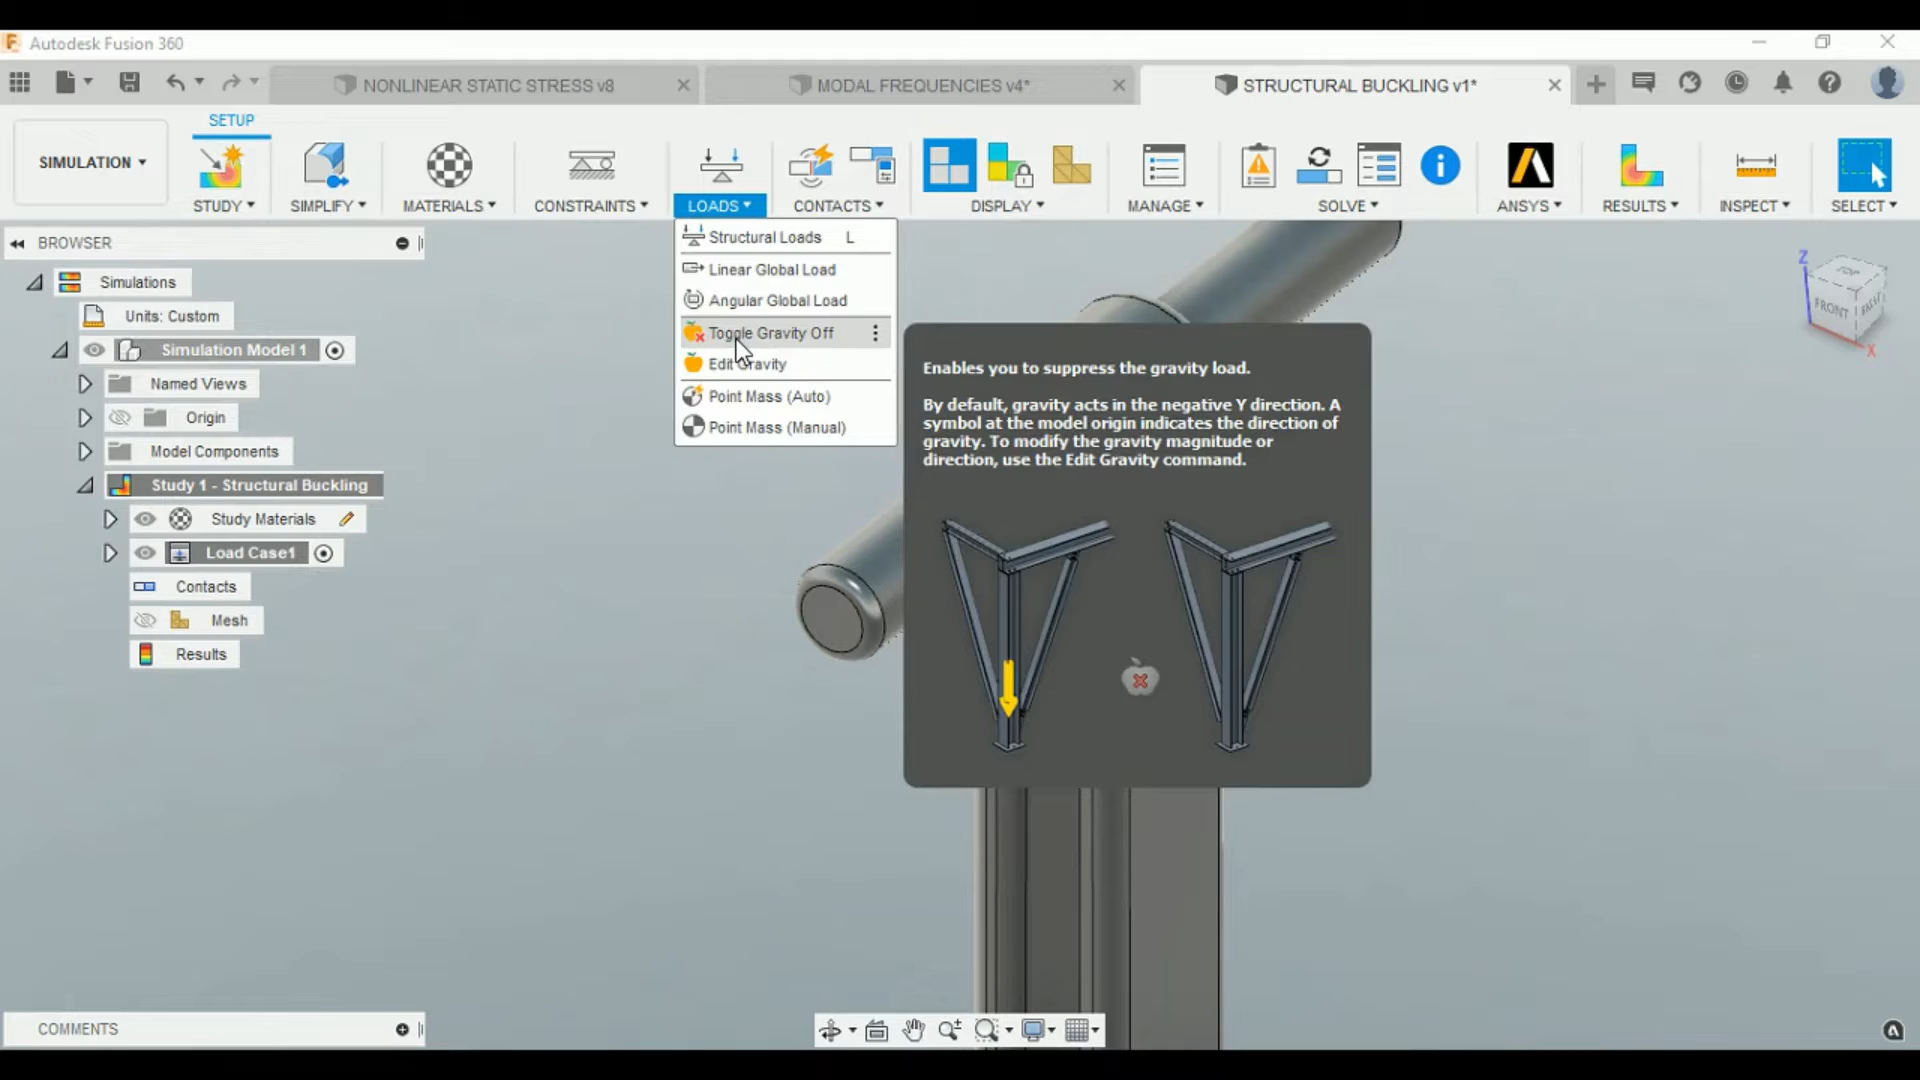 Autodesk Fusion 360
NONLINEAR STATIC STRESS v8
MODAL FREQUENCIES v4*
STRUCTURAL BUCKLING v1*
SETUP
SIMULATION
STUDY
SIMPLIFY
MATERIALS
CONSTRAINTS
LOADS
CONTACTS
DISPLAY
MANAGE
SOLVE
ANSYS
RESULTS
INSPECT
SELECT
BROWSER
Simulations
Units: Custom
Simulation Model 1
Named Views
Origin
Model Components
Study 1 - Structural Buckling
Study Materials
Load Case1
Contacts
Mesh
Results
Structural Loads L
Linear Global Load
Angular Global Load
Toggle Gravity Off
Edit Gravity
Point Mass (Auto)
Point Mass (Manual)
Enables you to suppress the gravity load.
By default, gravity acts in the negative Y direction. A
symbol at the model origin indicates the direction of
gravity. To modify the gravity magnitude or
direction, use the Edit Gravity command.
Z
TOP
FRONT
X
COMMENTS